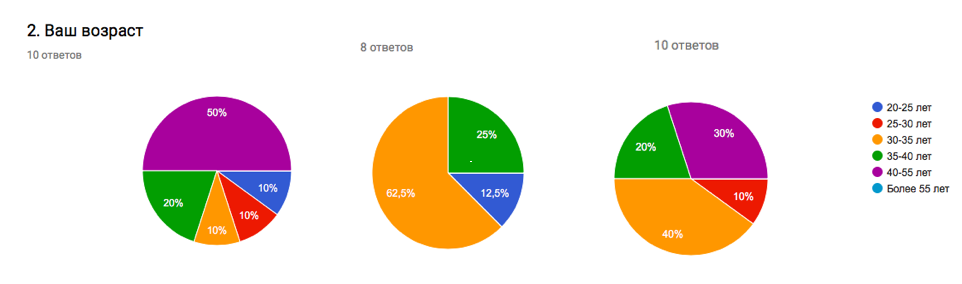 2. Ваш возраст
10 ответов
8 ответов
10 ответов
50%
10%
10%
10%
20%
25%
12,5%
62,5%
30%
10%
40%
20%
20-25 лет
25-30 лет
30-35 лет
35-40 лет
40-55 лет
Более 55 лет